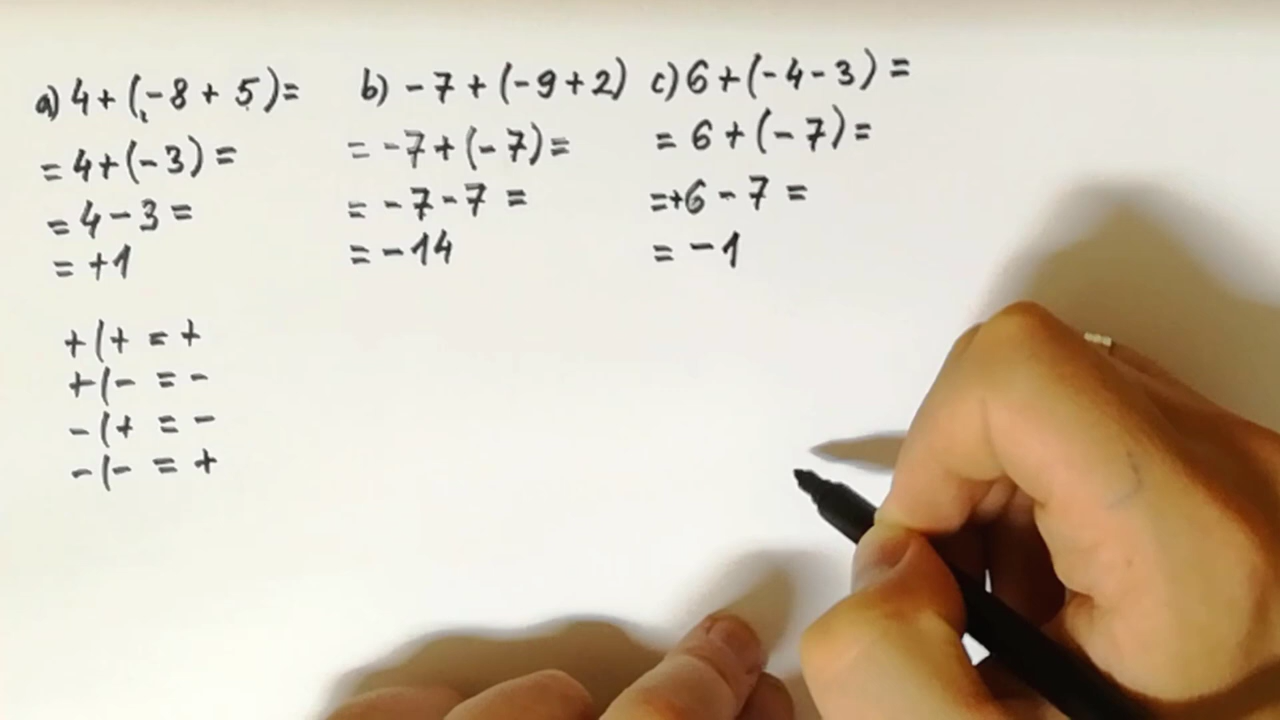 a) 4 + (-8 + 5) =
= 4 + (-3) =
= 4 - 3 =
= +1
b) -7 + (-9 + 2)
= -7 + (-7) =
= -7 - 7 =
= -14
c) 6 + (-4 - 3) =
= 6 + (-7) =
= +6 - 7 =
= -1
+(+ = +
+(- = -
-(+ = -
-(- = +